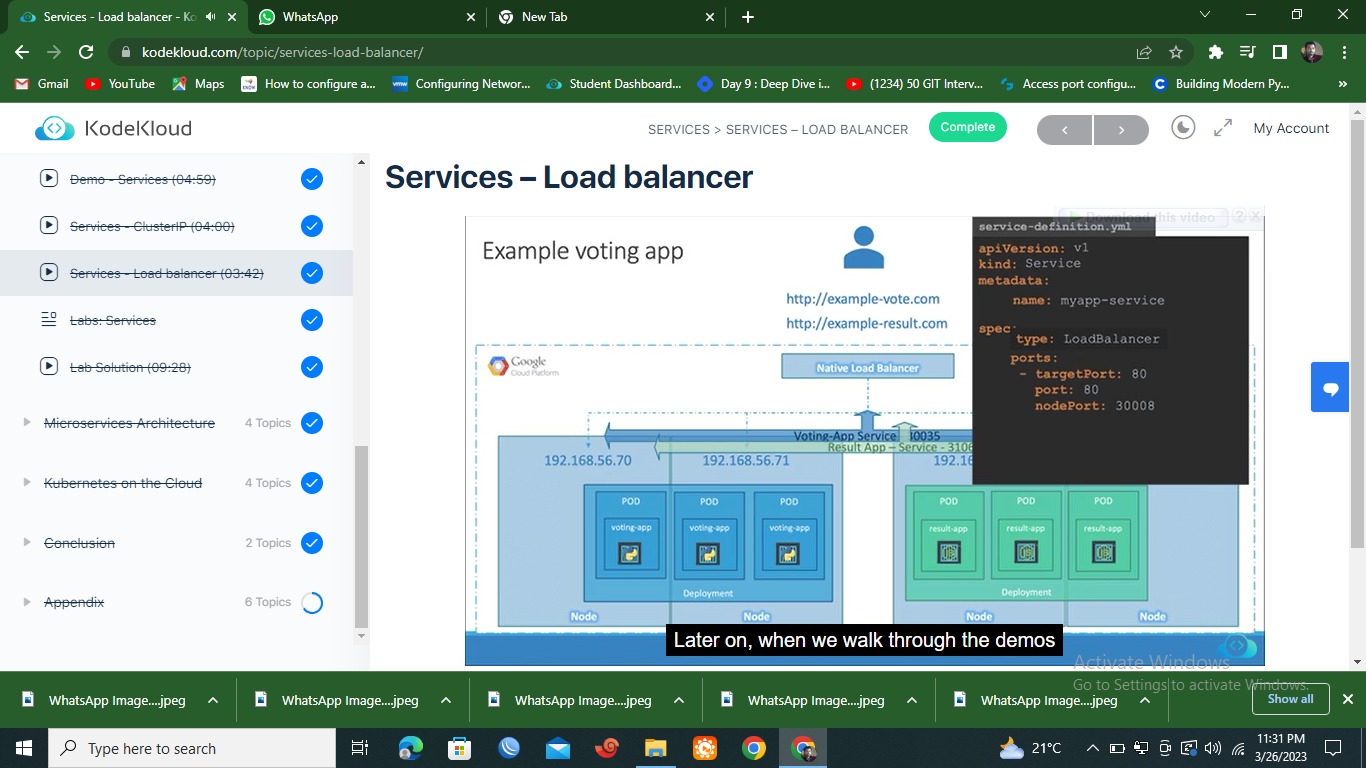 Services - Load balancer - Ko
WhatsApp
New Tab
kodekloud.com/topic/services-load-balancer/
Gmail
YouTube
Maps
How to configure a...
Configuring Networ...
Student Dashboard...
Day 9 : Deep Dive i...
(1234) 50 GIT Interv...
Access port configu...
Building Modern Py...
»
KodeKloud
SERVICES > SERVICES – LOAD BALANCER
Complete
My Account
Demo - Services (04:59)
Services - ClusterIP (04:00)
Services - Load balancer (03:42)
Labs: Services
Lab Solution (09:28)
Microservices Architecture 4 Topics
Kubernetes on the Cloud 4 Topics
Conclusion 2 Topics
Appendix 6 Topics
Services – Load balancer
Download this video ? X
Example voting app
http://example-vote.com
http://example-result.com
service-definition.yml
apiVersion: v1
kind: Service
metadata:
name: myapp-service
spec:
type: LoadBalancer
ports:
- targetPort: 80
port: 80
nodePort: 30008
Google
Cloud Platform
Native Load Balancer
Voting-App Service 30035
Result App – Service - 3106
192.168.56.70
192.168.56.71
192.16
POD POD POD
voting-app voting-app voting-app
Deployment
Node Node
POD POD POD
result-app result-app result-app
Deployment
Node Node
Later on, when we walk through the demos
Activate Windows
Go to Settings to activate Windows.
WhatsApp Image....jpeg
WhatsApp Image....jpeg
WhatsApp Image....jpeg
WhatsApp Image....jpeg
WhatsApp Image....jpeg
Show all
Type here to search
21°C
11:31 PM
3/26/2023